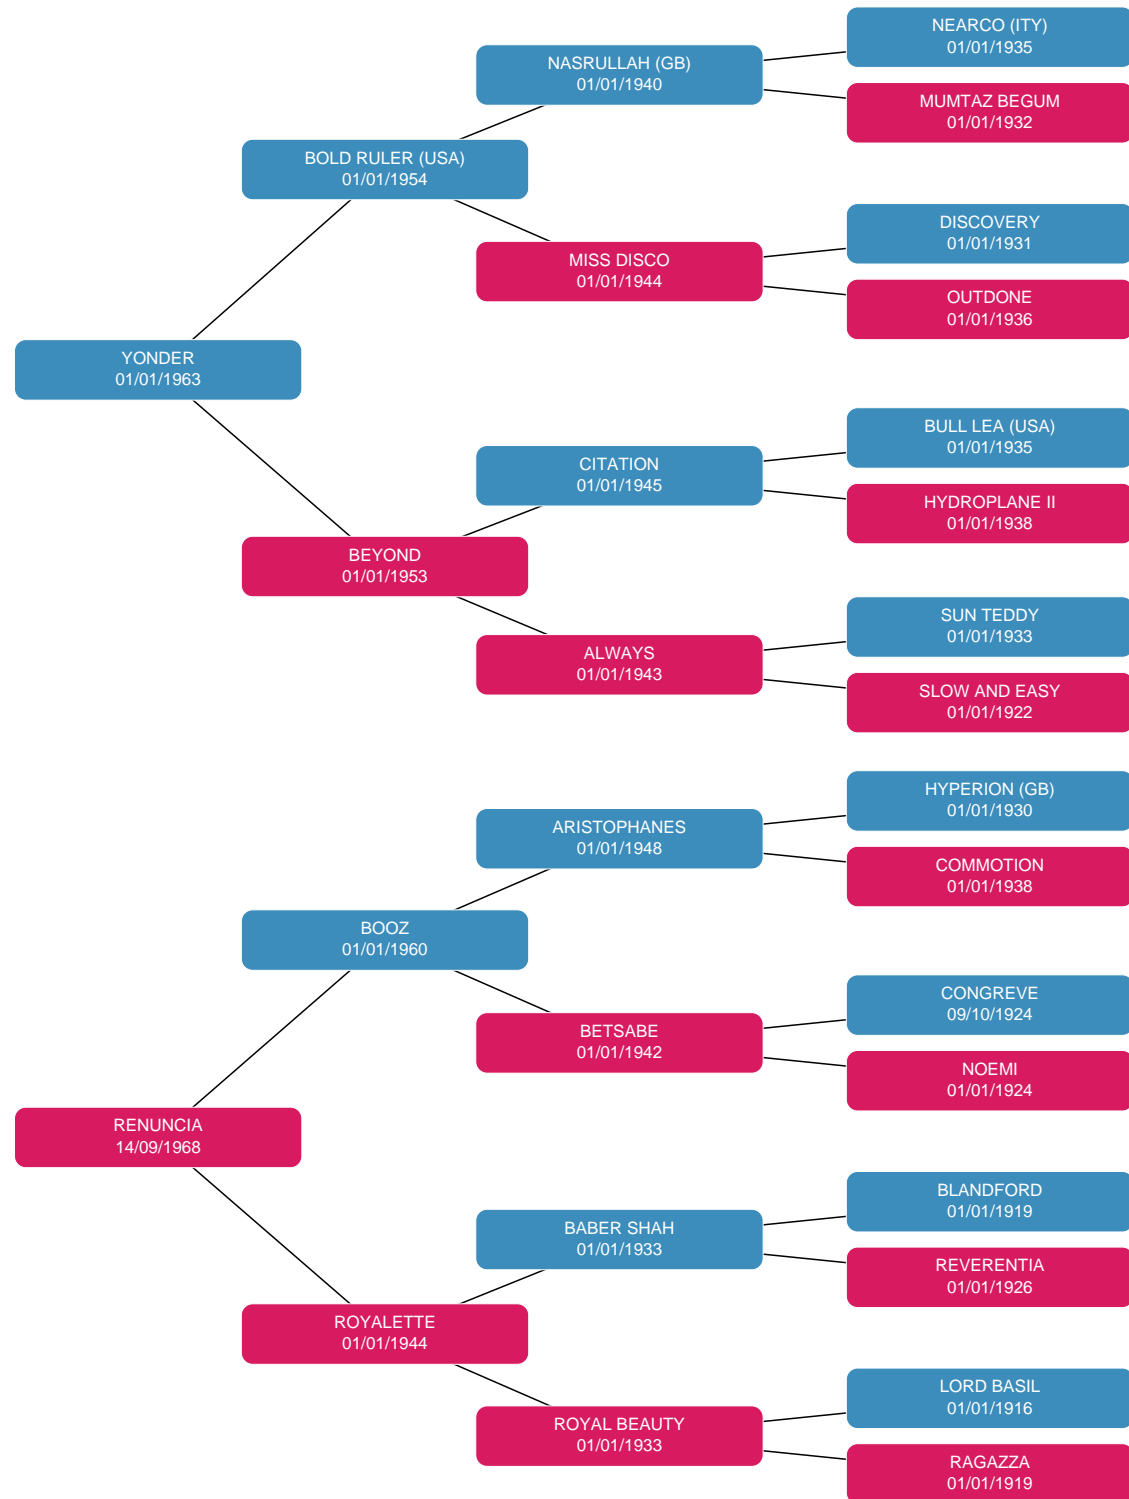 NEARCO (ITY)
01/01/1935
NASRULLAH (GB)
01/01/1940
MUMTAZ BEGUM
01/01/1932
BOLD RULER (USA)
01/01/1954
DISCOVERY
01/01/1931
MISS DISCO
01/01/1944
OUTDONE
01/01/1936
YONDER
01/01/1963
BULL LEA (USA)
01/01/1935
CITATION
01/01/1945
HYDROPLANE II
01/01/1938
BEYOND
01/01/1953
SUN TEDDY
01/01/1933
ALWAYS
01/01/1943
SLOW AND EASY
01/01/1922
HYPERION (GB)
01/01/1930
ARISTOPHANES
01/01/1948
COMMOTION
01/01/1938
BOOZ
01/01/1960
CONGREVE
09/10/1924
BETSABE
01/01/1942
NOEMI
01/01/1924
RENUNCIA
14/09/1968
BLANDFORD
01/01/1919
BABER SHAH
01/01/1933
REVERENTIA
01/01/1926
ROYALETTE
01/01/1944
LORD BASIL
01/01/1916
ROYAL BEAUTY
01/01/1933
RAGAZZA
01/01/1919